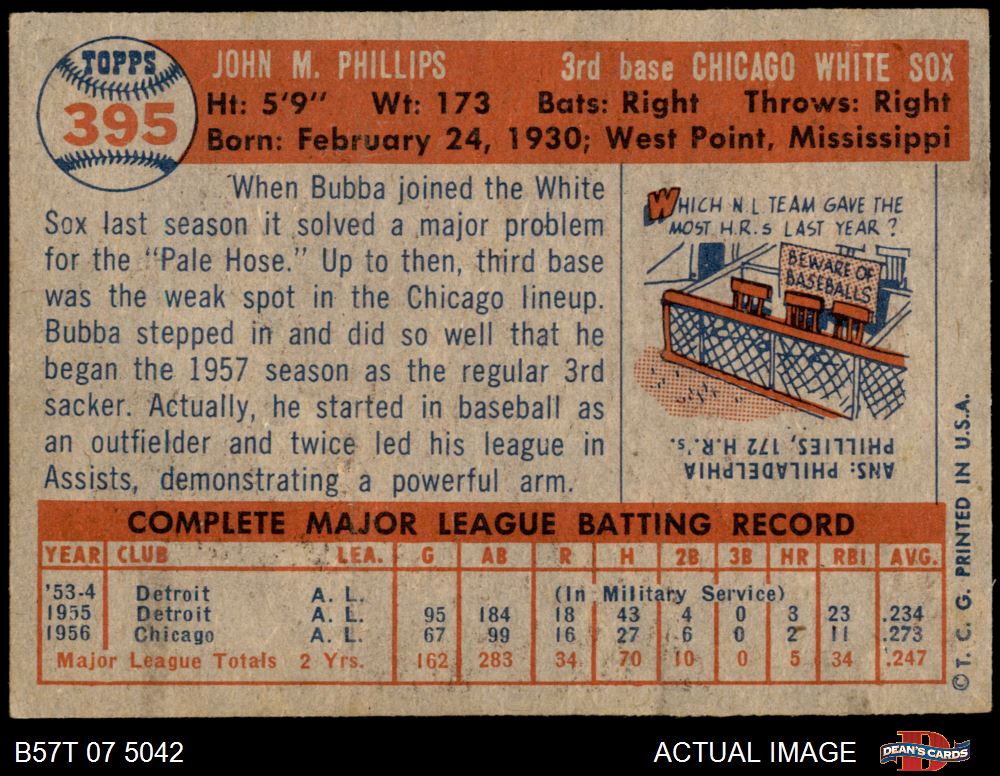 TOPPS
395
JOHN M. PHILLIPS 3rd base CHICAGO WHITE SOX
Ht: 5'9" Wt: 173 Bats: Right Throws: Right
Born: February 24, 1930; West Point, Mississippi
When Bubba joined the White
Sox last season it solved a major problem
for the "Pale Hose." Up to then, third base
was the weak spot in the Chicago lineup.
Bubba stepped in and did so well that he
began the 1957 season as the regular 3rd
sacker. Actually, he started in baseball as
an outfielder and twice led his league in
Assists, demonstrating a powerful arm.
WHICH N.L TEAM GAVE THE
MOST H.R.s LAST YEAR?
BEWARE OF
BASEBALLS
ANS: PHILADELPHIA
PHILLIES, 172 H.R.'s.
COMPLETE MAJOR LEAGUE BATTING RECORD
YEAR CLUB LEA. G AB R H 2B 3B HR RBI AVG.
'53-4 Detroit A. L. (In Military Service)
1955 Detroit A. L. 95 184 18 43 4 0 3 23 .234
1956 Chicago A. L. 67 99 16 27 6 0 2 11 .273
Major League Totals 2 Yrs. 162 283 34 70 10 0 5 34 .247
© T. C. G. PRINTED IN U.S.A.
B57T 07 5042 ACTUAL IMAGE DEAN'S CARDS